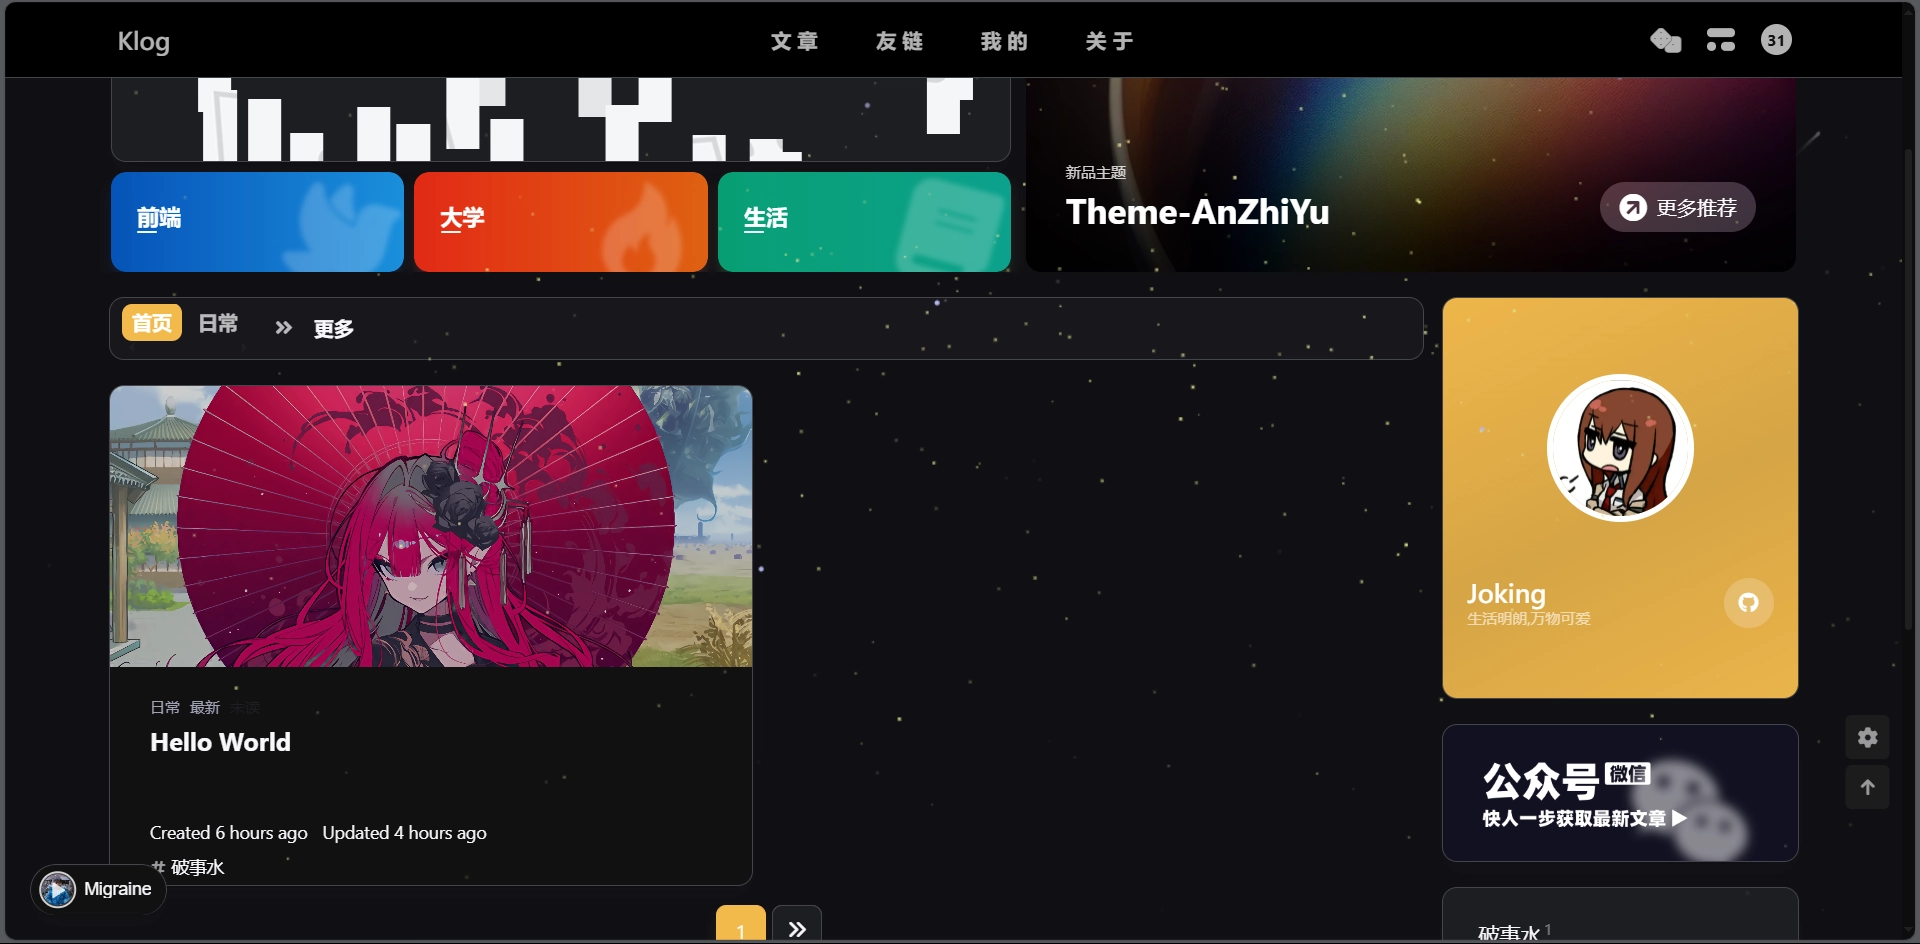 Klog
文章
友链
我的
关于
31
前端
大学
生活
新品主题
Theme-AnZhiYu
更多推荐
首页
日常
更多
日常 最新 未读
Hello World
Created 6 hours ago Updated 4 hours ago
# 破事水
Joking
生活明朗,万物可爱
公众号 微信
快人一步获取最新文章
破事水 1
Migraine
1